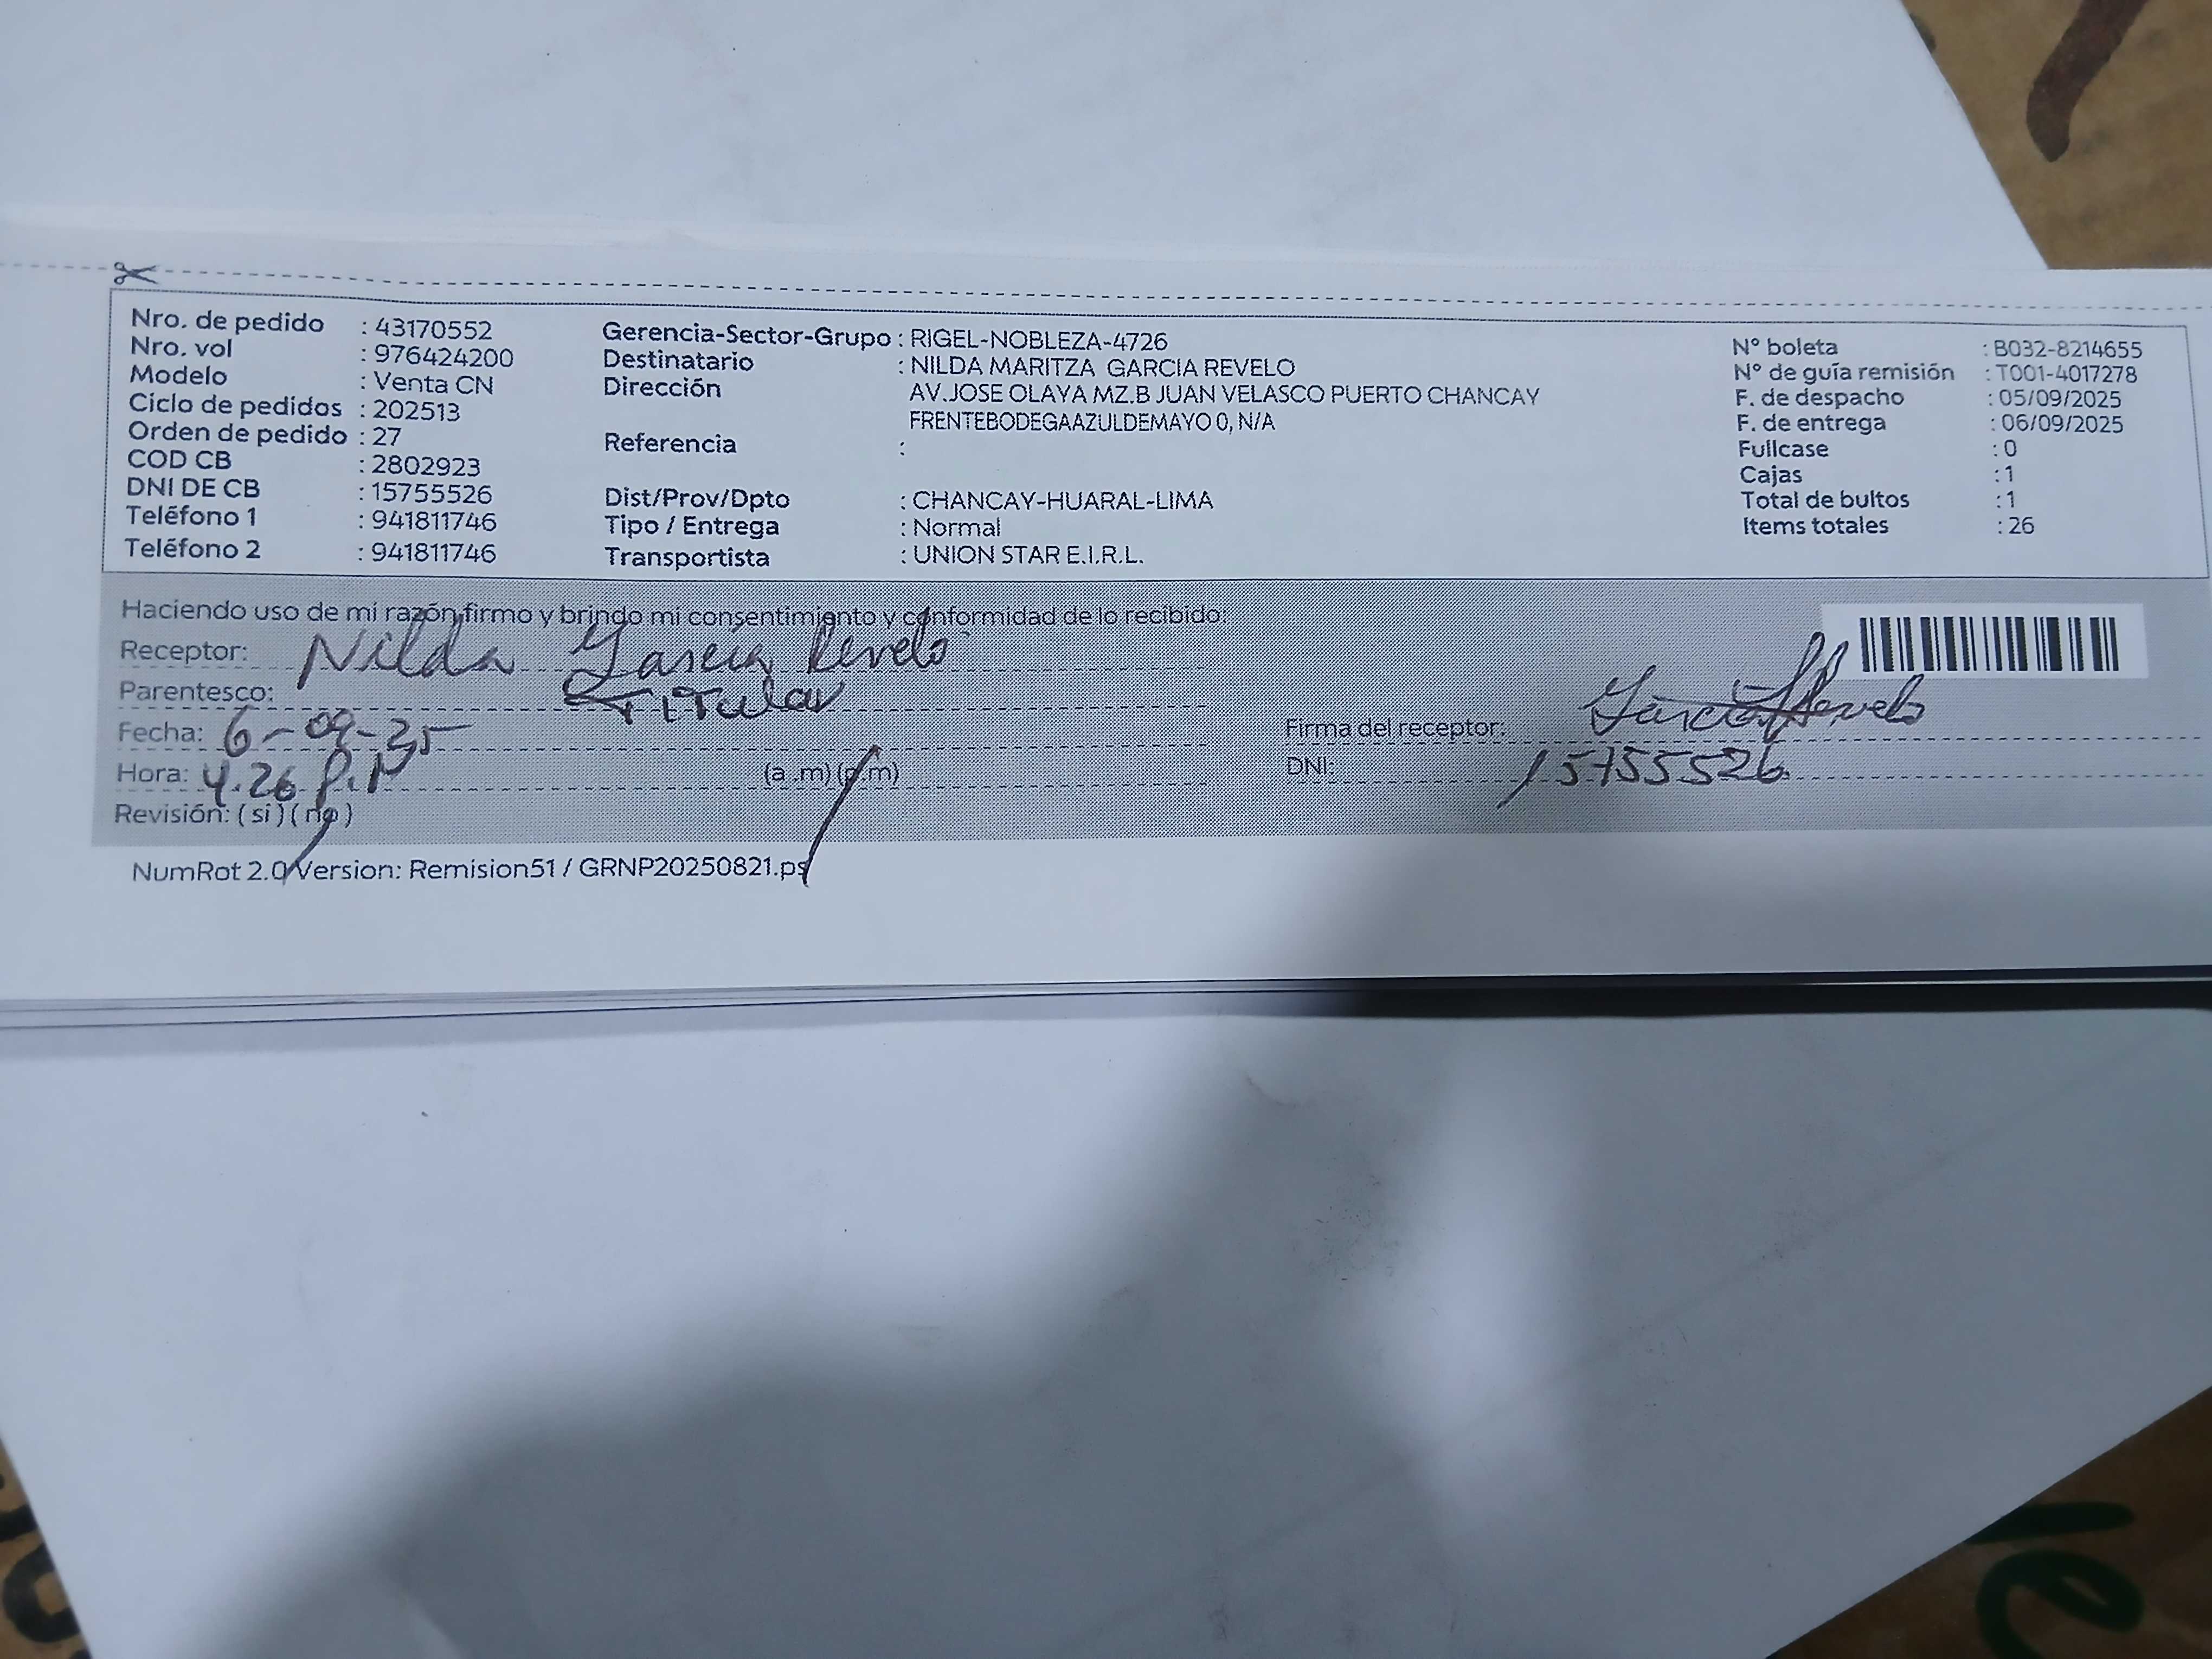 Nro. de pedido : 43170552
Nro. vol : 976424200
Modelo : Venta CN
Ciclo de pedidos : 202513
Orden de pedido : 27
COD CB : 2802923
DNI DE CB : 15755526
Teléfono 1 : 941811746
Teléfono 2 : 941811746
Gerencia-Sector-Grupo : RIGEL-NOBLEZA-4726
Destinatario : NILDA MARITZA GARCIA REVELO
Dirección AV.JOSE OLAYA MZ.B JUAN VELASCO PUERTO CHANCAY
FRENTEBODEGAAZULDEMAYO 0, N/A
Referencia :
Dist/Prov/Dpto : CHANCAY-HUARAL-LIMA
Tipo / Entrega : Normal
Transportista : UNION STAR E.I.R.L.
N° boleta : B032-8214655
N° de guía remisión : T001-4017278
F. de despacho : 05/09/2025
F. de entrega : 06/09/2025
Fullcase : 0
Cajas : 1
Total de bultos : 1
Items totales : 26
Haciendo uso de mi razón, firmo y brindo mi consentimiento y conformidad de lo recibido:
Receptor: Nilda Garcia Revelo
Parentesco: Titular
Fecha: 6-09-25
Hora: 4.26 P.M (a .m) (p.m)
Revisión: ( si ) ( no )
Firma del receptor: Garcia Revelo
DNI: 15755526
NumRot 2.0 Version: Remision51 / GRNP20250821.ps